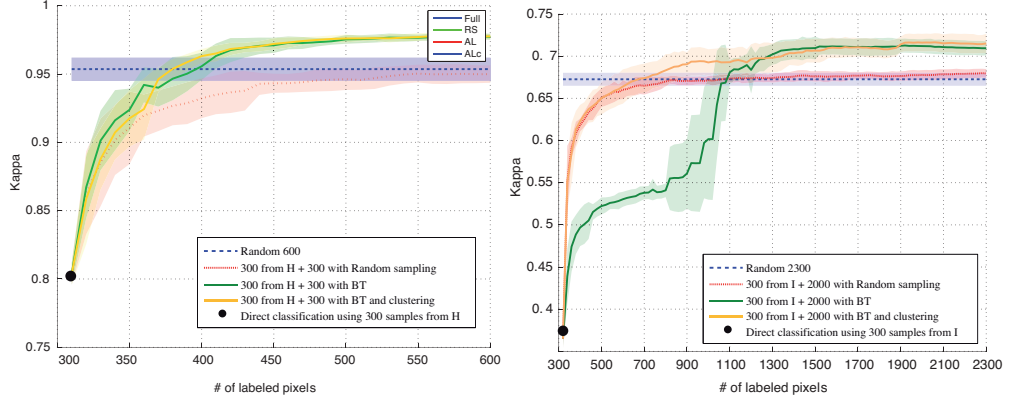 1
0.95
0.9
0.85
0.8
0.75
Kappa
300
350
400
450
500
550
600
# of labeled pixels
Full
RS
AL
ALc
Random 600
300 from H + 300 with Random sampling
300 from H + 300 with BT
300 from H + 300 with BT and clustering
Direct classification using 300 samples from H
0.75
0.7
0.65
0.6
0.55
0.5
0.45
0.4
Kappa
300
500
700
900
1100
1300
1500
1700
1900
2100
2300
# of labeled pixels
Random 2300
300 from I + 2000 with Random sampling
300 from I + 2000 with BT
300 from I + 2000 with BT and clustering
Direct classification using 300 samples from I